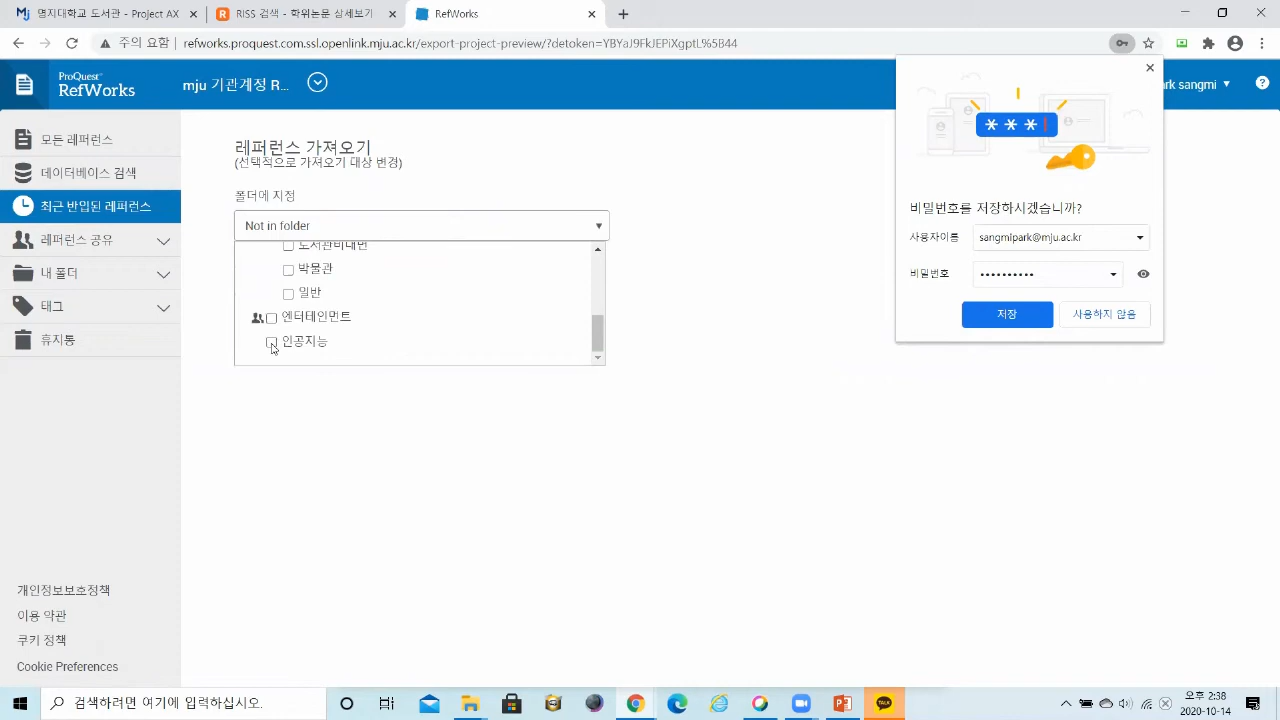 명지대학교 도서관 - Project AX
RISS 검색 - 학위논문 상세보기
RefWorks
주의 요함
refworks.proquest.com.ssl.openlink.mju.ac.kr/export-project-preview/?detoken=YBYaJ9FkJEPiXgptL%5B44
ProQuest
RefWorks
mju 기관계정 R...
rk sangmi
모든 레퍼런스
데이터베이스 검색
최근 반입된 레퍼런스
레퍼런스 공유
내 폴더
태그
휴지통
레퍼런스 가져오기
(선택적으로 가져오기 대상 변경)
폴더에 지정
Not in folder
도서관비대면
박물관
일반
엔터테인먼트
인공지능
* * *
비밀번호를 저장하시겠습니까?
사용자이름
sangmipark@mju.ac.kr
비밀번호
••••••••••
저장
사용하지 않음
개인정보보호정책
이용 약관
쿠키 정책
Cookie Preferences
검색하려면 여기에 입력하십시오.
TALK
오후 2:38
2020-10-14